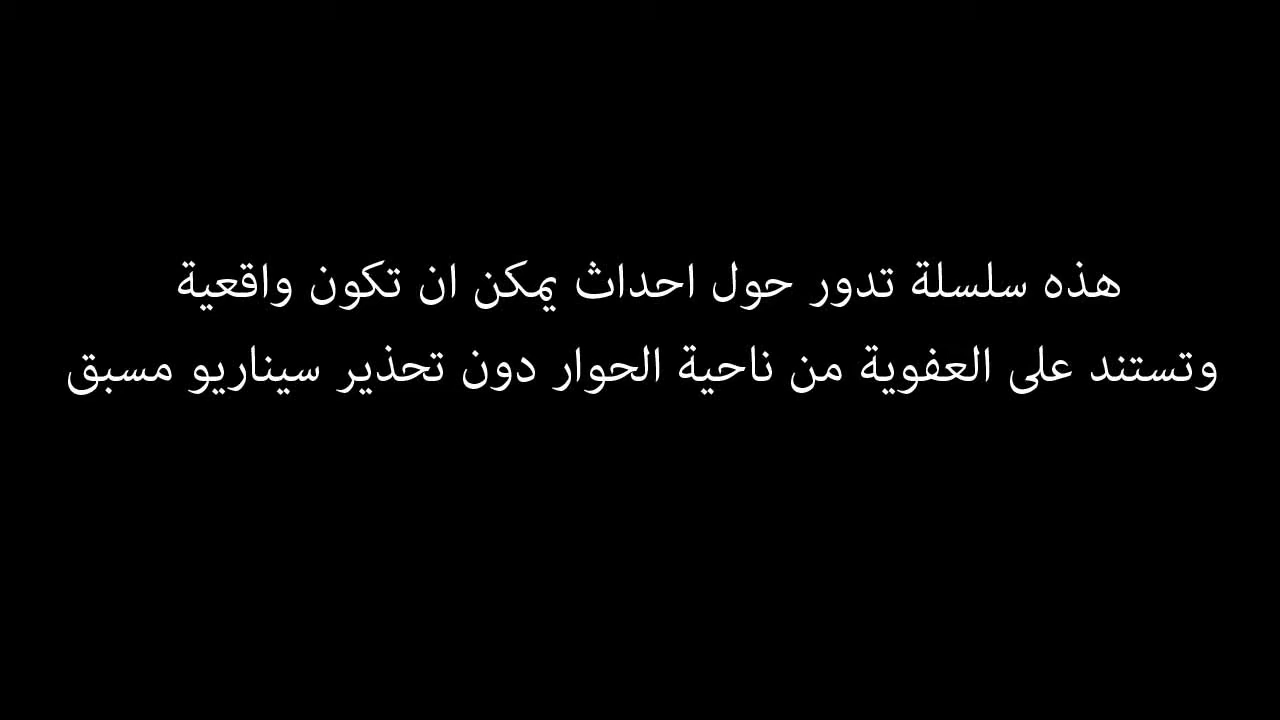 هذه سلسلة تدور حول احداث يمكن ان تكون واقعية
وتستند على العفوية من ناحية الحوار دون تحذير سيناريو مسبق